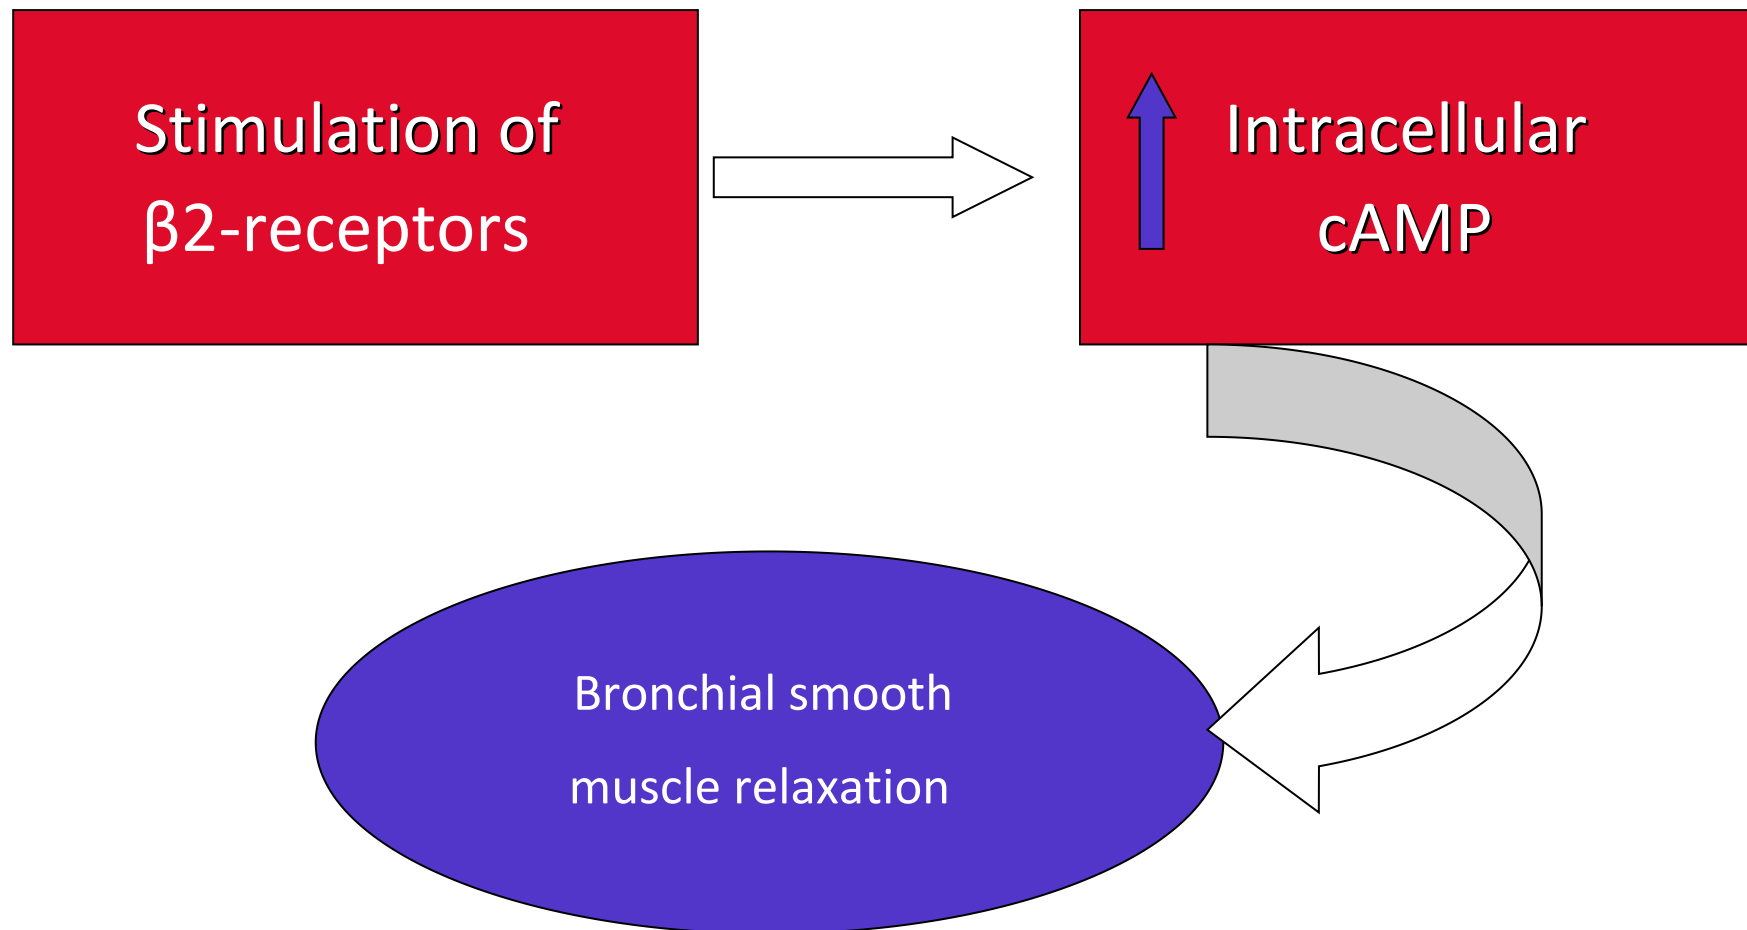 Stimulation of
β2-receptors
Intracellular
cAMP
Bronchial smooth
muscle relaxation